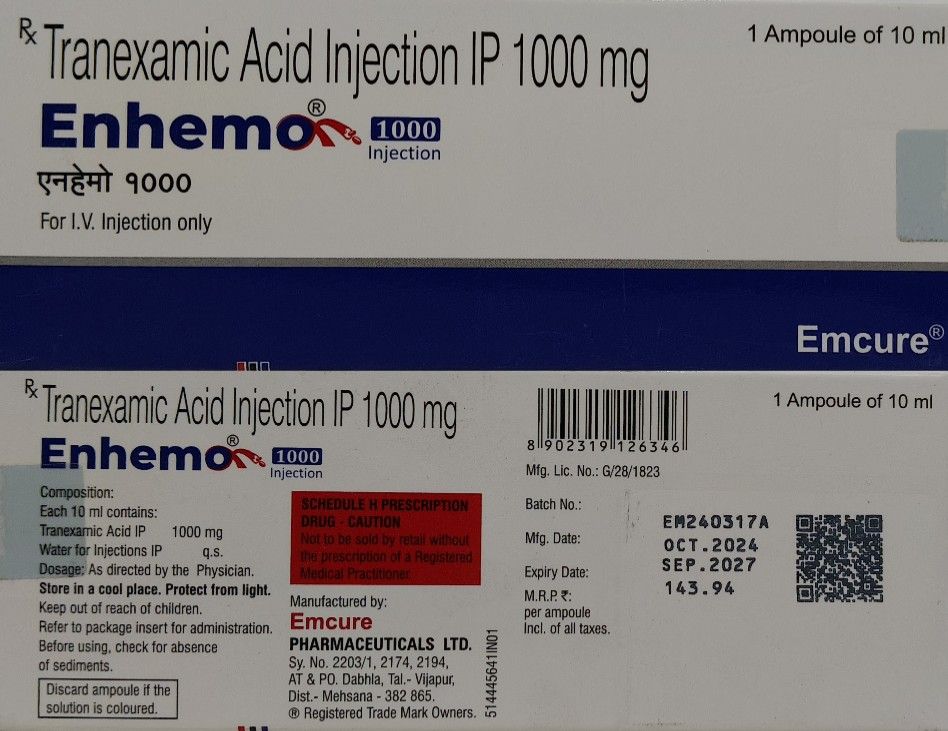 Rx Tranexamic Acid Injection IP 1000 mg
1 Ampoule of 10 ml
Enhemo® 1000
Injection
एनहेमो १०००
For I.V. Injection only
Emcure®
Rx Tranexamic Acid Injection IP 1000 mg
Enhemo® 1000
Injection
Composition:
Each 10 ml contains:
Tranexamic Acid IP 1000 mg
Water for Injections IP q.s.
Dosage: As directed by the Physician.
Store in a cool place. Protect from light.
Keep out of reach of children.
Refer to package insert for administration.
Before using, check for absence
of sediments.
Discard ampoule if the
solution is coloured.
SCHEDULE H PRESCRIPTION
DRUG - CAUTION
Not to be sold by retail without
the prescription of a Registered
Medical Practitioner
Manufactured by:
Emcure
PHARMACEUTICALS LTD.
Sy. No. 2203/1, 2174, 2194,
AT & PO. Dabhla, Tal.- Vijapur,
Dist.- Mehsana - 382 865.
® Registered Trade Mark Owners.
514445641IN01
8 902319 126346
1 Ampoule of 10 ml
Mfg. Lic. No.: G/28/1823
Batch No.: EM240317A
Mfg. Date: OCT.2024
Expiry Date: SEP.2027
M.R.P. ₹: 143.94
per ampoule
Incl. of all taxes.